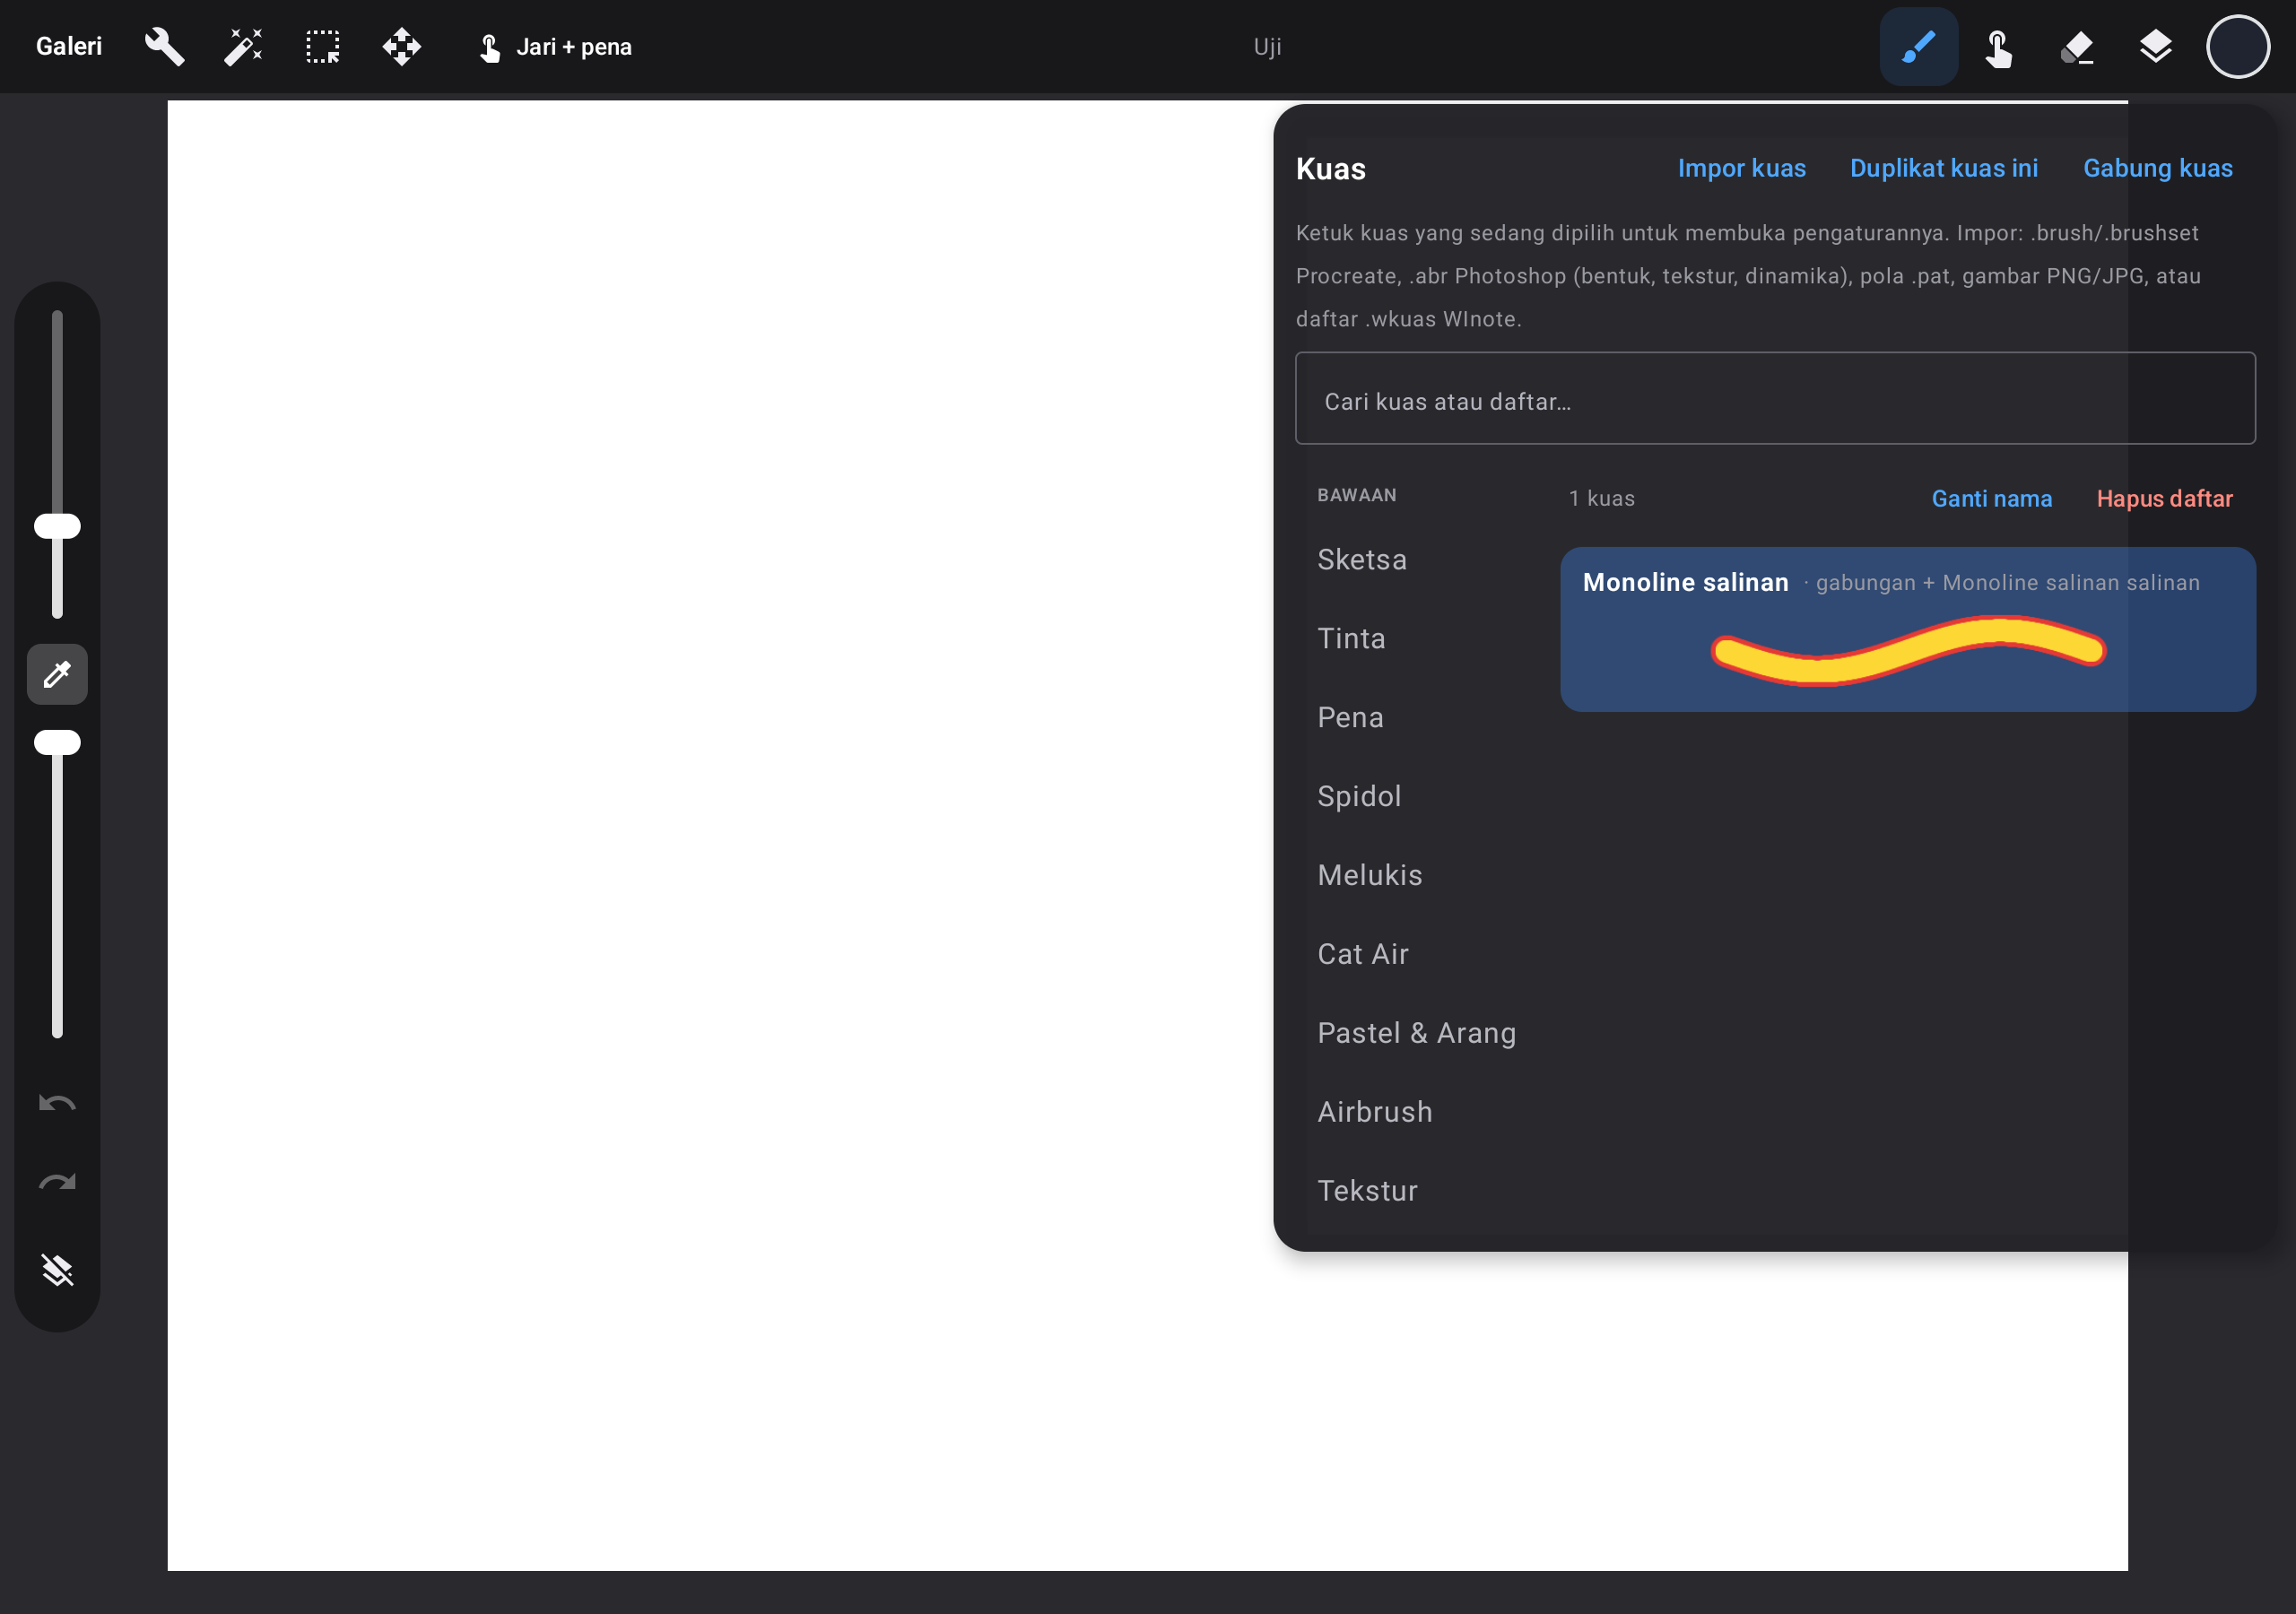 Galeri
Jari + pena
Uji
Kuas
Impor kuas
Duplikat kuas ini
Gabung kuas
Ketuk kuas yang sedang dipilih untuk membuka pengaturannya. Impor: .brush/.brushset
Procreate, .abr Photoshop (bentuk, tekstur, dinamika), pola .pat, gambar PNG/JPG, atau
daftar .wkuas WInote.
Cari kuas atau daftar…
BAWAAN
Sketsa
Tinta
Pena
Spidol
Melukis
Cat Air
Pastel & Arang
Airbrush
Tekstur
1 kuas
Ganti nama
Hapus daftar
Monoline salinan · gabungan + Monoline salinan salinan